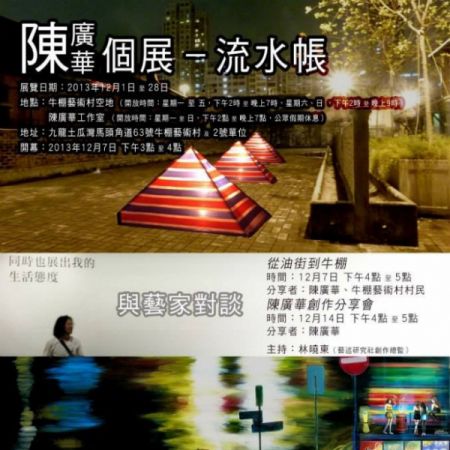 陳廣華 個展－流水帳
展覽日期：2013年12月1日 至 28日
地點：牛棚藝術村空地（開放時間：星期一 至 五，下午2時 至 晚上7時，星期六、日，下午2時 至 晚上9時）
陳廣華工作室（開放時間：星期一 至 日，下午2點 至 晚上7點，公眾假期休息）
地址：九龍土瓜灣馬頭角道63號牛棚藝術村 2號單位
開幕：2013年12月7日 下午3點 至 4點
同時也展出我的
生活態度
與藝家對談
從油街到牛棚
時間：12月7日 下午4點 至 5點
分享者：陳廣華、牛棚藝術村村民
陳廣華創作分享會
時間：12月14日 下午4點 至 5點
分享者：陳廣華
主持：林曉東（藝述研究社創作總監）